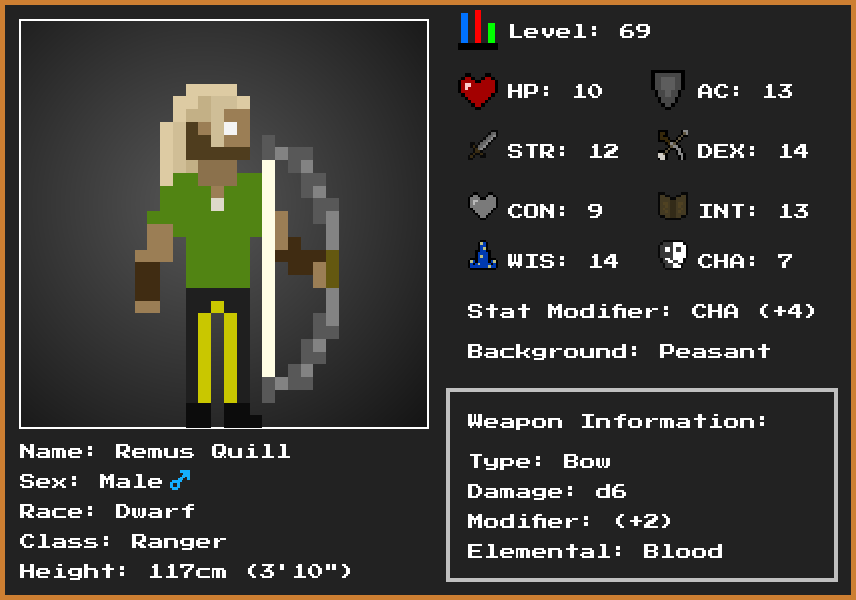 Level: 69
HP: 10
AC: 13
STR: 12
DEX: 14
CON: 9
INT: 13
WIS: 14
CHA: 7
Stat Modifier: CHA (+4)
Background: Peasant
Weapon Information:
Type: Bow
Damage: d6
Modifier: (+2)
Elemental: Blood
Name: Remus Quill
Sex: Male ♂
Race: Dwarf
Class: Ranger
Height: 117cm (3'10")